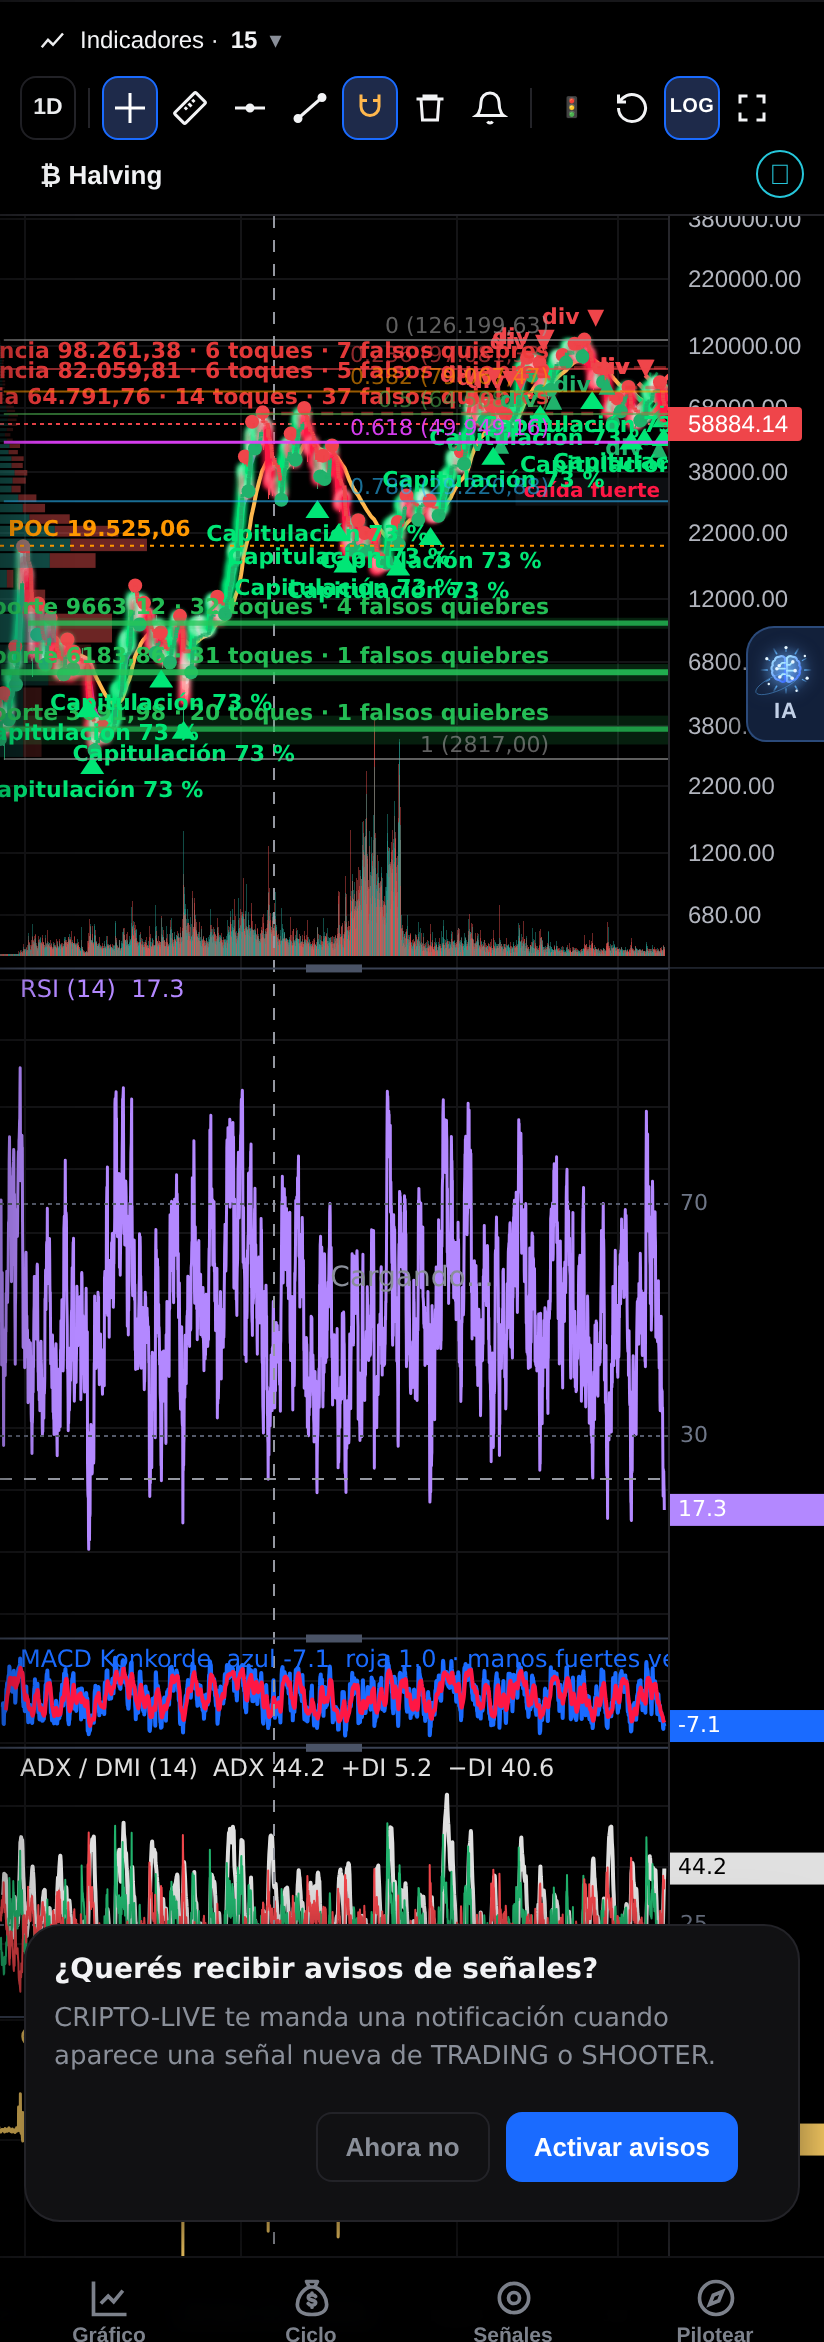 Indicadores · 15 ▾
1D
LOG
₿ Halving
380000.00
220000.00
120000.00
58884.14
38000.00
22000.00
12000.00
6800.
3800.
2200.00
1200.00
680.00
IA
0 (126.199,63)
div ▼
ncia 98.261,38 · 6 toques · 7 falsos quiebres
ncia 82.059,81 · 6 toques · 5 falsos quiebres
ia 64.791,76 · 14 toques · 37 falsos quiebres
0.618
Capitulación 73 %
caída fuerte
POC 19.525,06
Capitulación 73 %
Capitulación 73 %
Capitulación 73 %
· 4 falsos quiebres
31 toques · 1 falsos quiebres
Capitulación 73 %
· 20 toques · 1 falsos quiebres
1 (2817,00)
Capitulación 73 %
apitulación 73 %
RSI (14) 17.3
70
Cargando...
30
17.3
MACD Konkorde azul -7.1 roja 1.0 · manos fuertes ve
-7.1
ADX / DMI (14) ADX 44.2 +DI 5.2 −DI 40.6
44.2
25
¿Querés recibir avisos de señales?
CRIPTO-LIVE te manda una notificación cuando
aparece una señal nueva de TRADING o SHOOTER.
Ahora no
Activar avisos
Gráfico
Ciclo
Señales
Pilotear